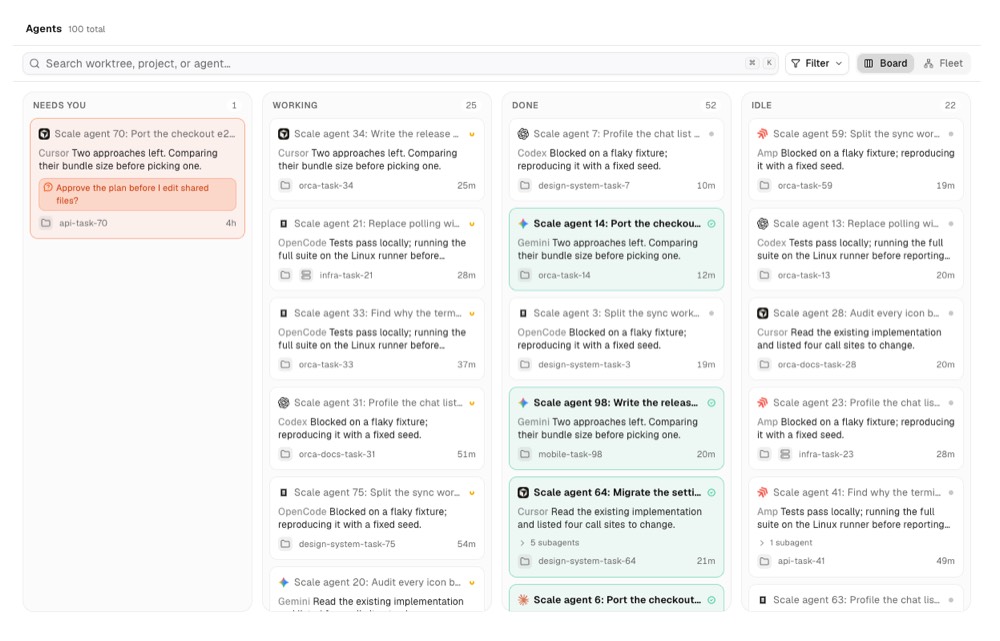 Agents 100 total
Search worktree, project, or agent...
⌘ K
Filter
Board
Fleet
NEEDS YOU 1
Scale agent 70: Port the checkout e2...
Cursor Two approaches left. Comparing
their bundle size before picking one.
Approve the plan before I edit shared
files?
api-task-70 4h
WORKING 25
Scale agent 34: Write the release ...
Cursor Two approaches left. Comparing
their bundle size before picking one.
orca-task-34 25m
Scale agent 21: Replace polling wi...
OpenCode Tests pass locally; running the
full suite on the Linux runner before...
infra-task-21 28m
Scale agent 33: Find why the term...
OpenCode Tests pass locally; running the
full suite on the Linux runner before...
orca-task-33 37m
Scale agent 31: Profile the chat list...
Codex Blocked on a flaky fixture;
reproducing it with a fixed seed.
orca-docs-task-31 51m
Scale agent 75: Split the sync wor...
OpenCode Blocked on a flaky fixture;
reproducing it with a fixed seed.
design-system-task-75 54m
Scale agent 20: Audit every icon b...
Gemini Read the existing implementation
DONE 52
Scale agent 7: Profile the chat list ...
Codex Blocked on a flaky fixture;
reproducing it with a fixed seed.
design-system-task-7 10m
Scale agent 14: Port the checkou...
Gemini Two approaches left. Comparing
their bundle size before picking one.
orca-task-14 12m
Scale agent 3: Split the sync work...
OpenCode Blocked on a flaky fixture;
reproducing it with a fixed seed.
design-system-task-3 19m
Scale agent 98: Write the releas...
Gemini Two approaches left. Comparing
their bundle size before picking one.
mobile-task-98 20m
Scale agent 64: Migrate the setti...
Cursor Read the existing implementation
and listed four call sites to change.
5 subagents
design-system-task-64 21m
Scale agent 6: Port the checkout...
IDLE 22
Scale agent 59: Split the sync wor...
Amp Blocked on a flaky fixture; reproducing
it with a fixed seed.
orca-task-59 19m
Scale agent 13: Replace polling wi...
Codex Tests pass locally; running the full
suite on the Linux runner before reporting...
orca-task-13 20m
Scale agent 28: Audit every icon b...
Cursor Read the existing implementation
and listed four call sites to change.
orca-docs-task-28 20m
Scale agent 23: Profile the chat lis...
Amp Blocked on a flaky fixture; reproducing
it with a fixed seed.
infra-task-23 28m
Scale agent 41: Find why the termi...
Amp Tests pass locally; running the full
suite on the Linux runner before reporting...
1 subagent
api-task-41 49m
Scale agent 63: Profile the chat lis...